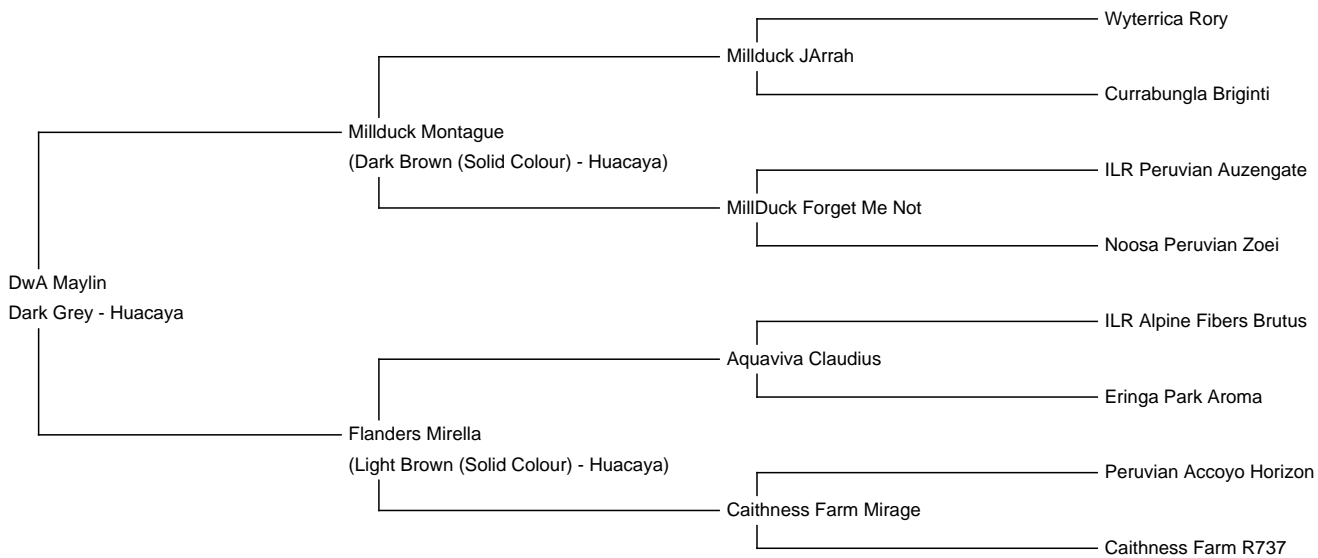 Wyterrica Rory
Millduck JArrah
Currabungla Briginti
Millduck Montague
(Dark Brown (Solid Colour) - Huacaya)
ILR Peruvian Auzengate
MillDuck Forget Me Not
Noosa Peruvian Zoei
DwA Maylin
Dark Grey - Huacaya
ILR Alpine Fibers Brutus
Aquaviva Claudius
Eringa Park Aroma
Flanders Mirella
(Light Brown (Solid Colour) - Huacaya)
Peruvian Accoyo Horizon
Caithness Farm Mirage
Caithness Farm R737